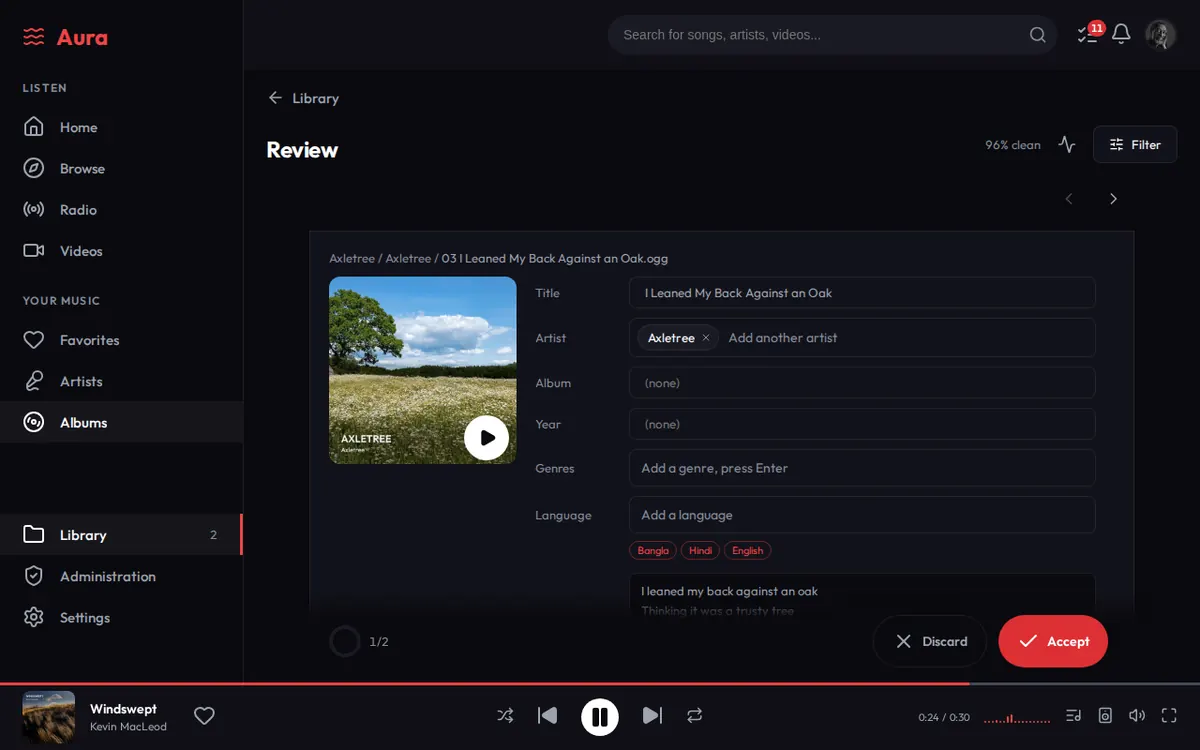 Aura
Search for songs, artists, videos...
11
LISTEN
Home
Browse
Radio
Videos
YOUR MUSIC
Favorites
Artists
Albums
Library 2
Administration
Settings
Library
Review
96% clean
Filter
Axletree / Axletree / 03 I Leaned My Back Against an Oak.ogg
AXLETREE
Axletree
Title I Leaned My Back Against an Oak
Artist Axletree Add another artist
Album (none)
Year (none)
Genres Add a genre, press Enter
Language Add a language
Bangla Hindi English
I leaned my back against an oak
Thinking it was a trusty tree
1/2
Discard
Accept
Windswept
Kevin MacLeod
0:24 / 0:30